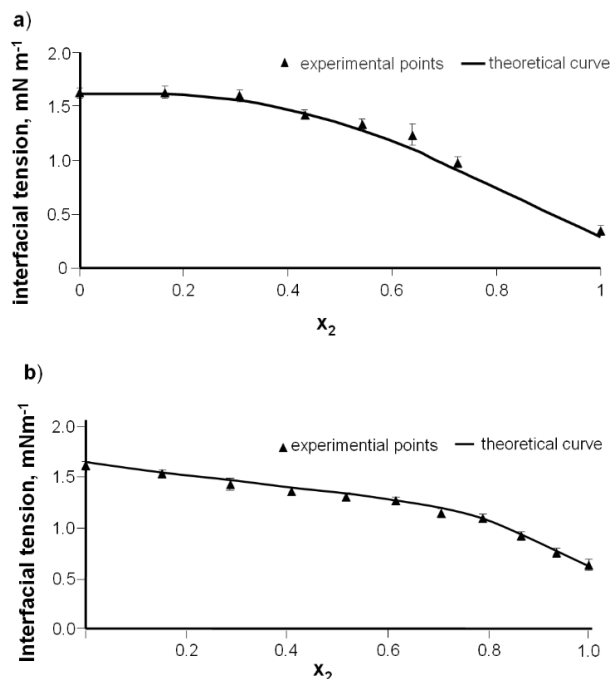 a)
2.0
1.5
1.0
0.5
0
interfacial tension, mN m-1
▲ experimental points — theoretical curve
0 0.2 0.4 0.6 0.8 1
x2
b)
2.0
1.5
1.0
0.5
0.0
Interfacial tension, mNm-1
▲ experimential points — theoretical curve
0.2 0.4 0.6 0.8 1.0
x2